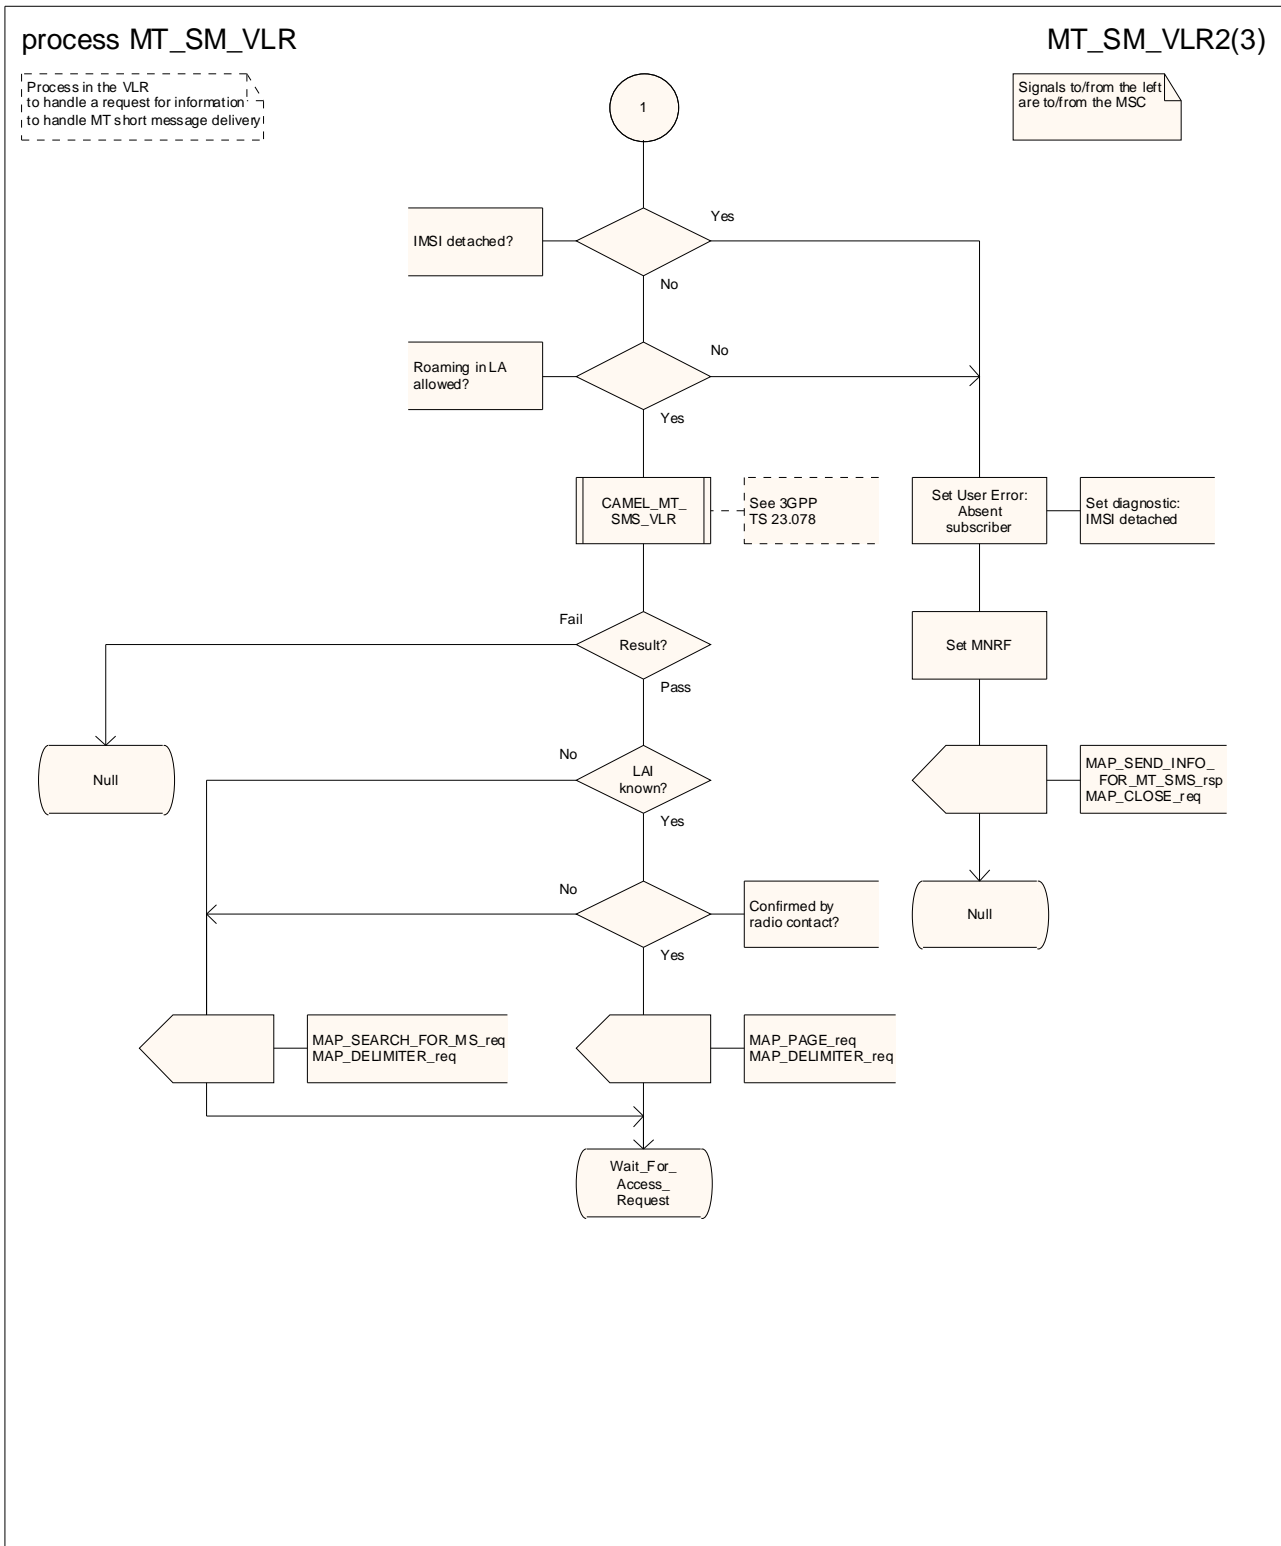 process MT_SM_VLR
MT_SM_VLR2(3)
Process in the VLR
to handle a request for information
to handle MT short message delivery
1
Signals to/from the left
are to/from the MSC
IMSI detached?
Yes
No
Roaming in LA
allowed?
No
Yes
CAMEL_MT_
SMS_VLR
See 3GPP
TS 23.078
Set User Error:
Absent
subscriber
Set diagnostic:
IMSI detached
Fail
Result?
Pass
Set MNRF
Null
No
LAI
known?
Yes
MAP_SEND_INFO_
FOR_MT_SMS_rsp
MAP_CLOSE_req
No
Confirmed by
radio contact?
Yes
Null
MAP_SEARCH_FOR_MS_req
MAP_DELIMITER_req
MAP_PAGE_req
MAP_DELIMITER_req
Wait_For_
Access_
Request